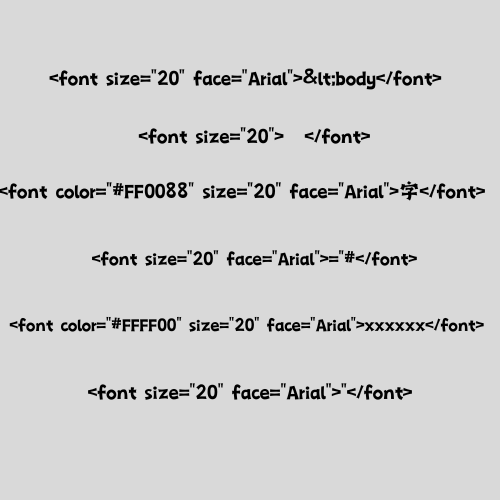 <font size="20" face="Arial">&lt;body</font>
<font size="20">  </font>
<font color="#FF0088" size="20" face="Arial">字</font>
<font size="20" face="Arial">="#</font>
<font color="#FFFF00" size="20" face="Arial">xxxxxx</font>
<font size="20" face="Arial">"</font>